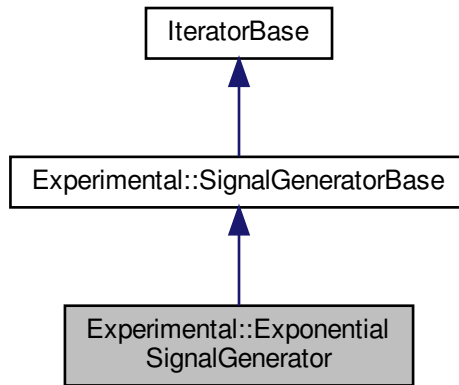 IteratorBase
Experimental::SignalGeneratorBase
Experimental::Exponential
SignalGenerator